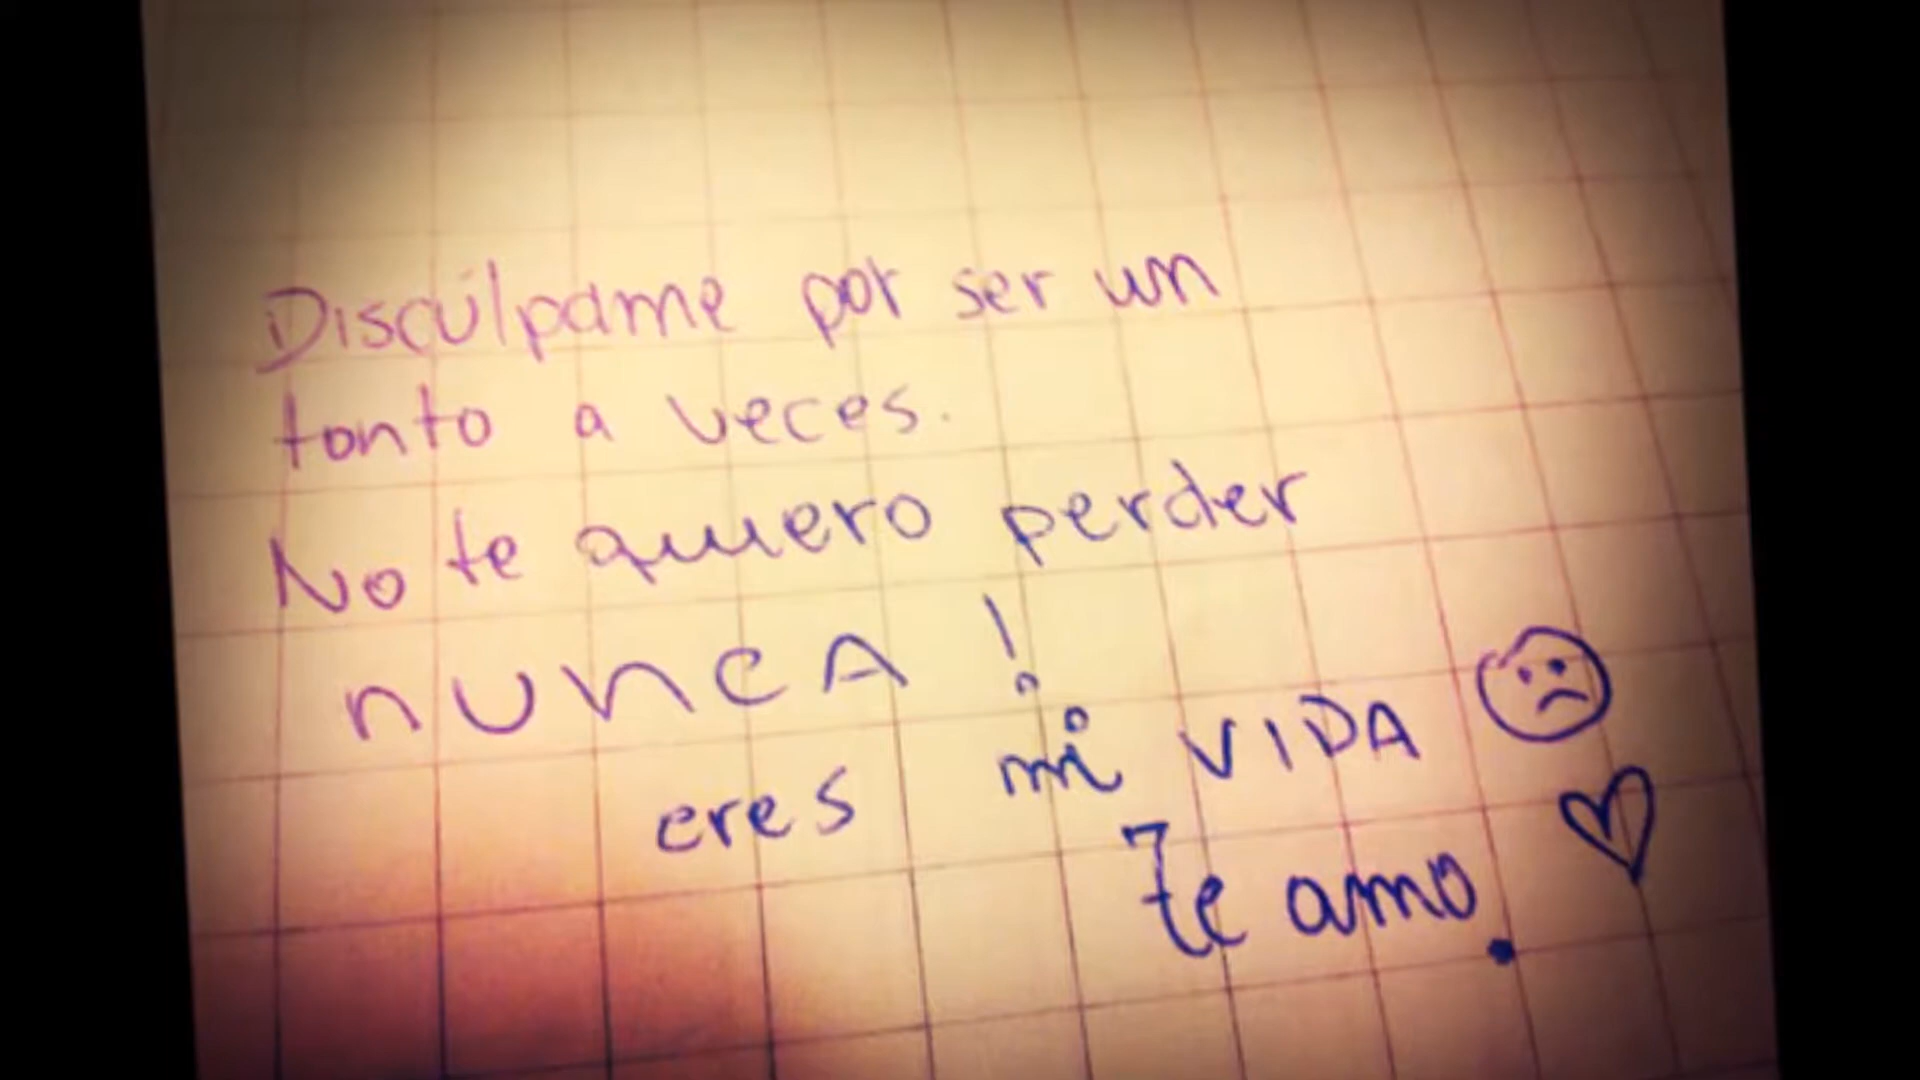 Discúlpame por ser un
tonto a veces.
No te quiero perder
nuncA!
eres mi VIDA
Te amo.